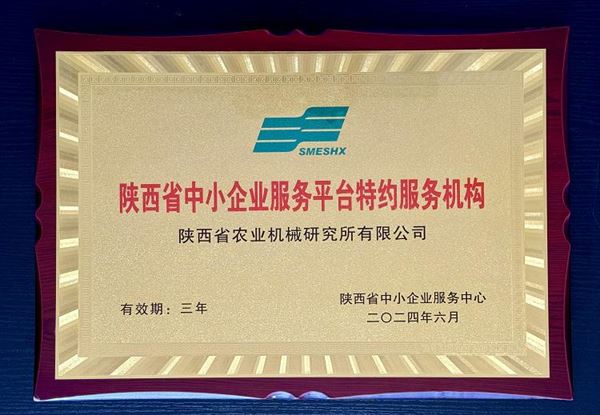 SMESHX
陕西省中小企业服务平台特约服务机构
陕西省农业机械研究所有限公司
有效期：三年
陕西省中小企业服务中心
二〇二四年六月